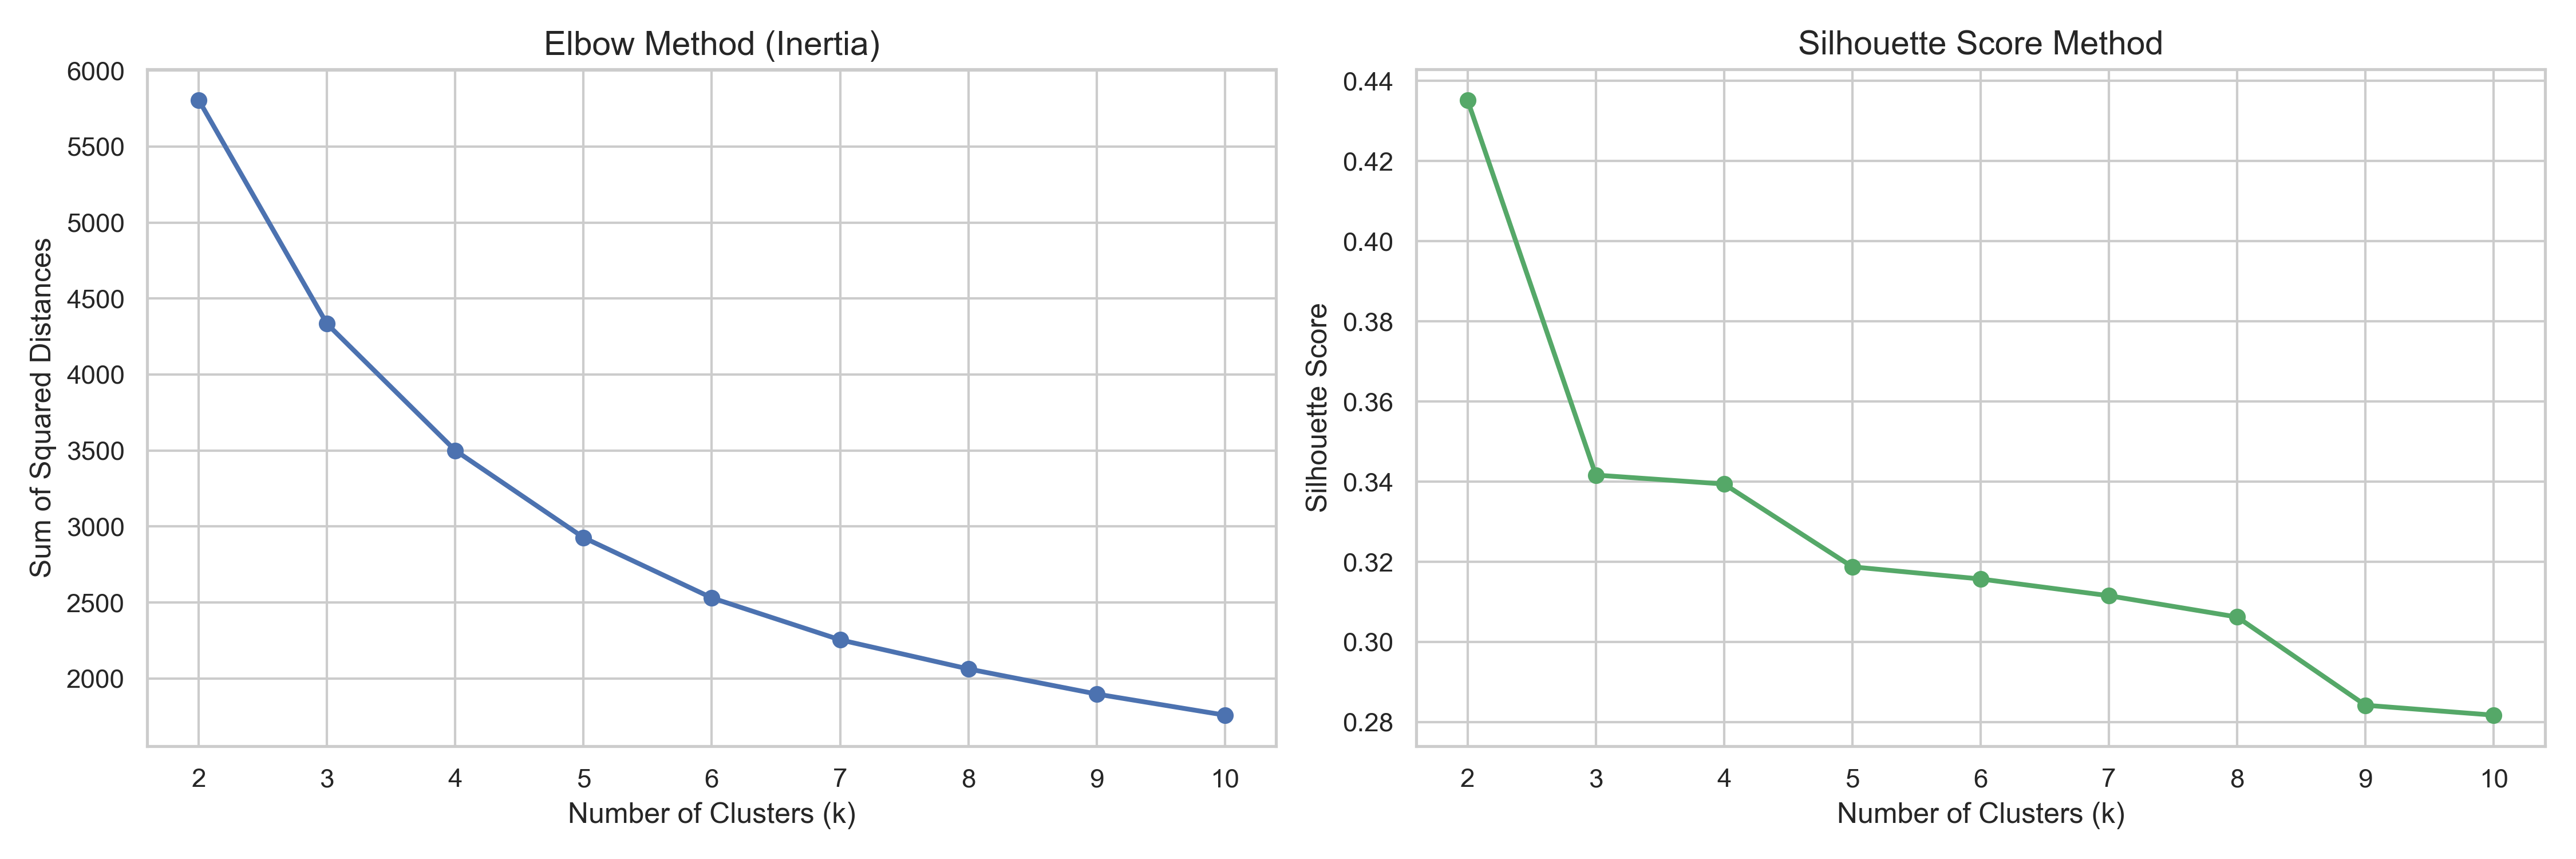 Elbow Method (Inertia)
6000
5500
5000
4500
4000
3500
3000
2500
2000
Sum of Squared Distances
2 3 4 5 6 7 8 9 10
Number of Clusters (k)
Silhouette Score Method
0.44
0.42
0.40
0.38
0.36
0.34
0.32
0.30
0.28
Silhouette Score
2 3 4 5 6 7 8 9 10
Number of Clusters (k)